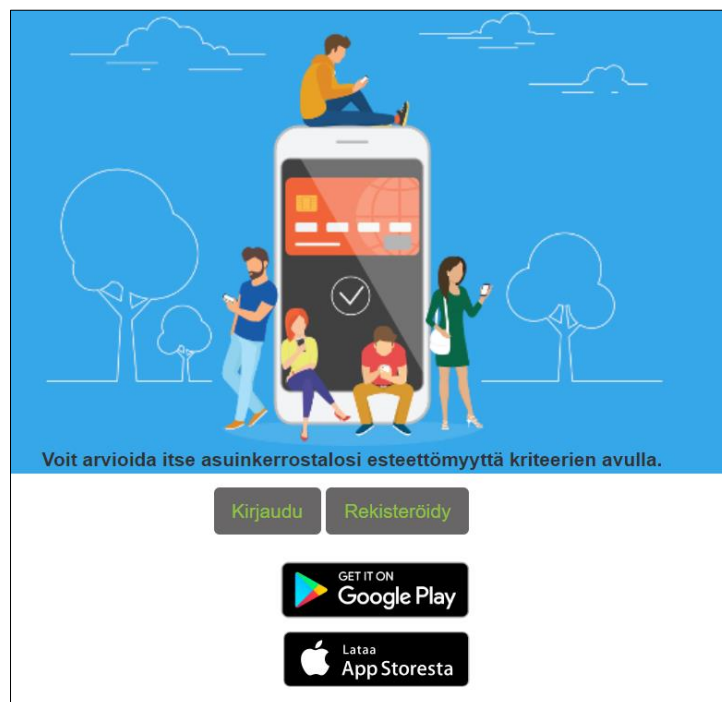 Voit arvioida itse asuinkerrostalosi esteettömyyttä kriteerien avulla.
Kirjaudu
Rekisteröidy
GET IT ON
Google Play
Lataa
App Storesta